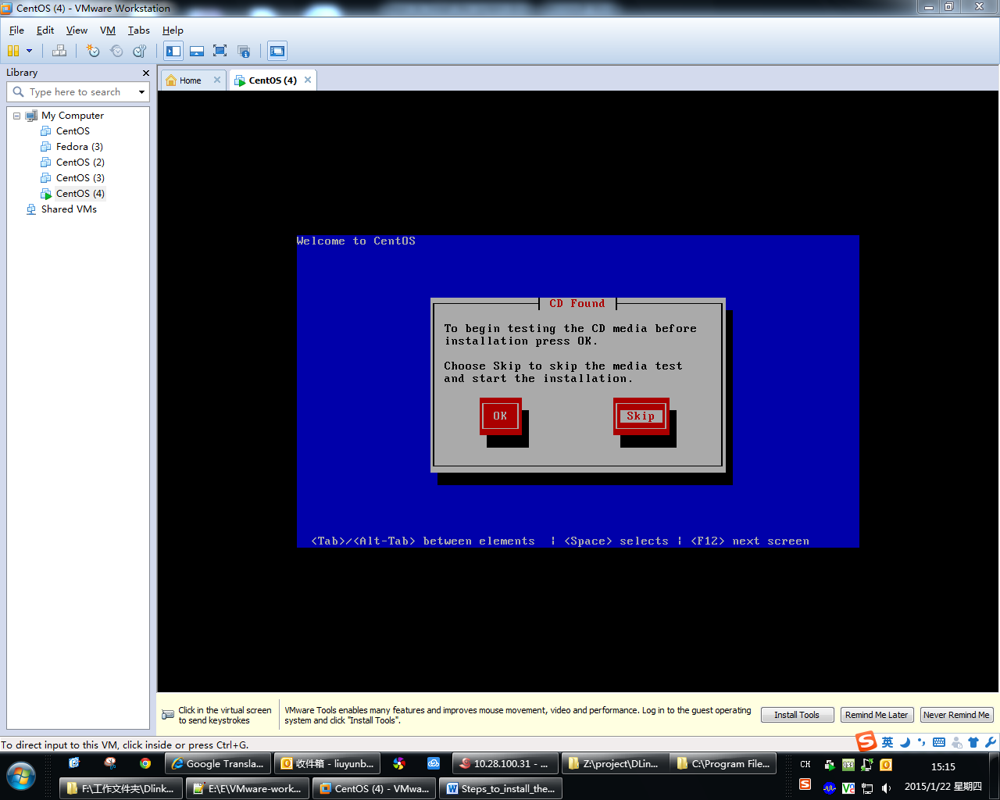 CentOS (4) - VMware Workstation
File Edit View VM Tabs Help
Library
Type here to search
My Computer
CentOS
Fedora (3)
CentOS (2)
CentOS (3)
CentOS (4)
Shared VMs
Home
CentOS (4)
Welcome to CentOS
CD Found
To begin testing the CD media before
installation press OK.
Choose Skip to skip the media test
and start the installation.
OK Skip
<Tab>/<Alt-Tab> between elements | <Space> selects | <F12> next screen
Click in the virtual screen
to send keystrokes
VMware Tools enables many features and improves mouse movement, video and performance. Log in to the guest operating
system and click "Install Tools".
Install Tools
Remind Me Later
Never Remind Me
To direct input to this VM, click inside or press Ctrl+G.
英
Google Transla...
收件箱 - liuyunb...
10.28.100.31 - ...
Z:\project\DLin...
C:\Program File...
CH
15:15
F:\工作文件夹\Dlink...
E:\E\VMware-work...
CentOS (4) - VMwa...
Steps_to_install_the...
2015/1/22 星期四